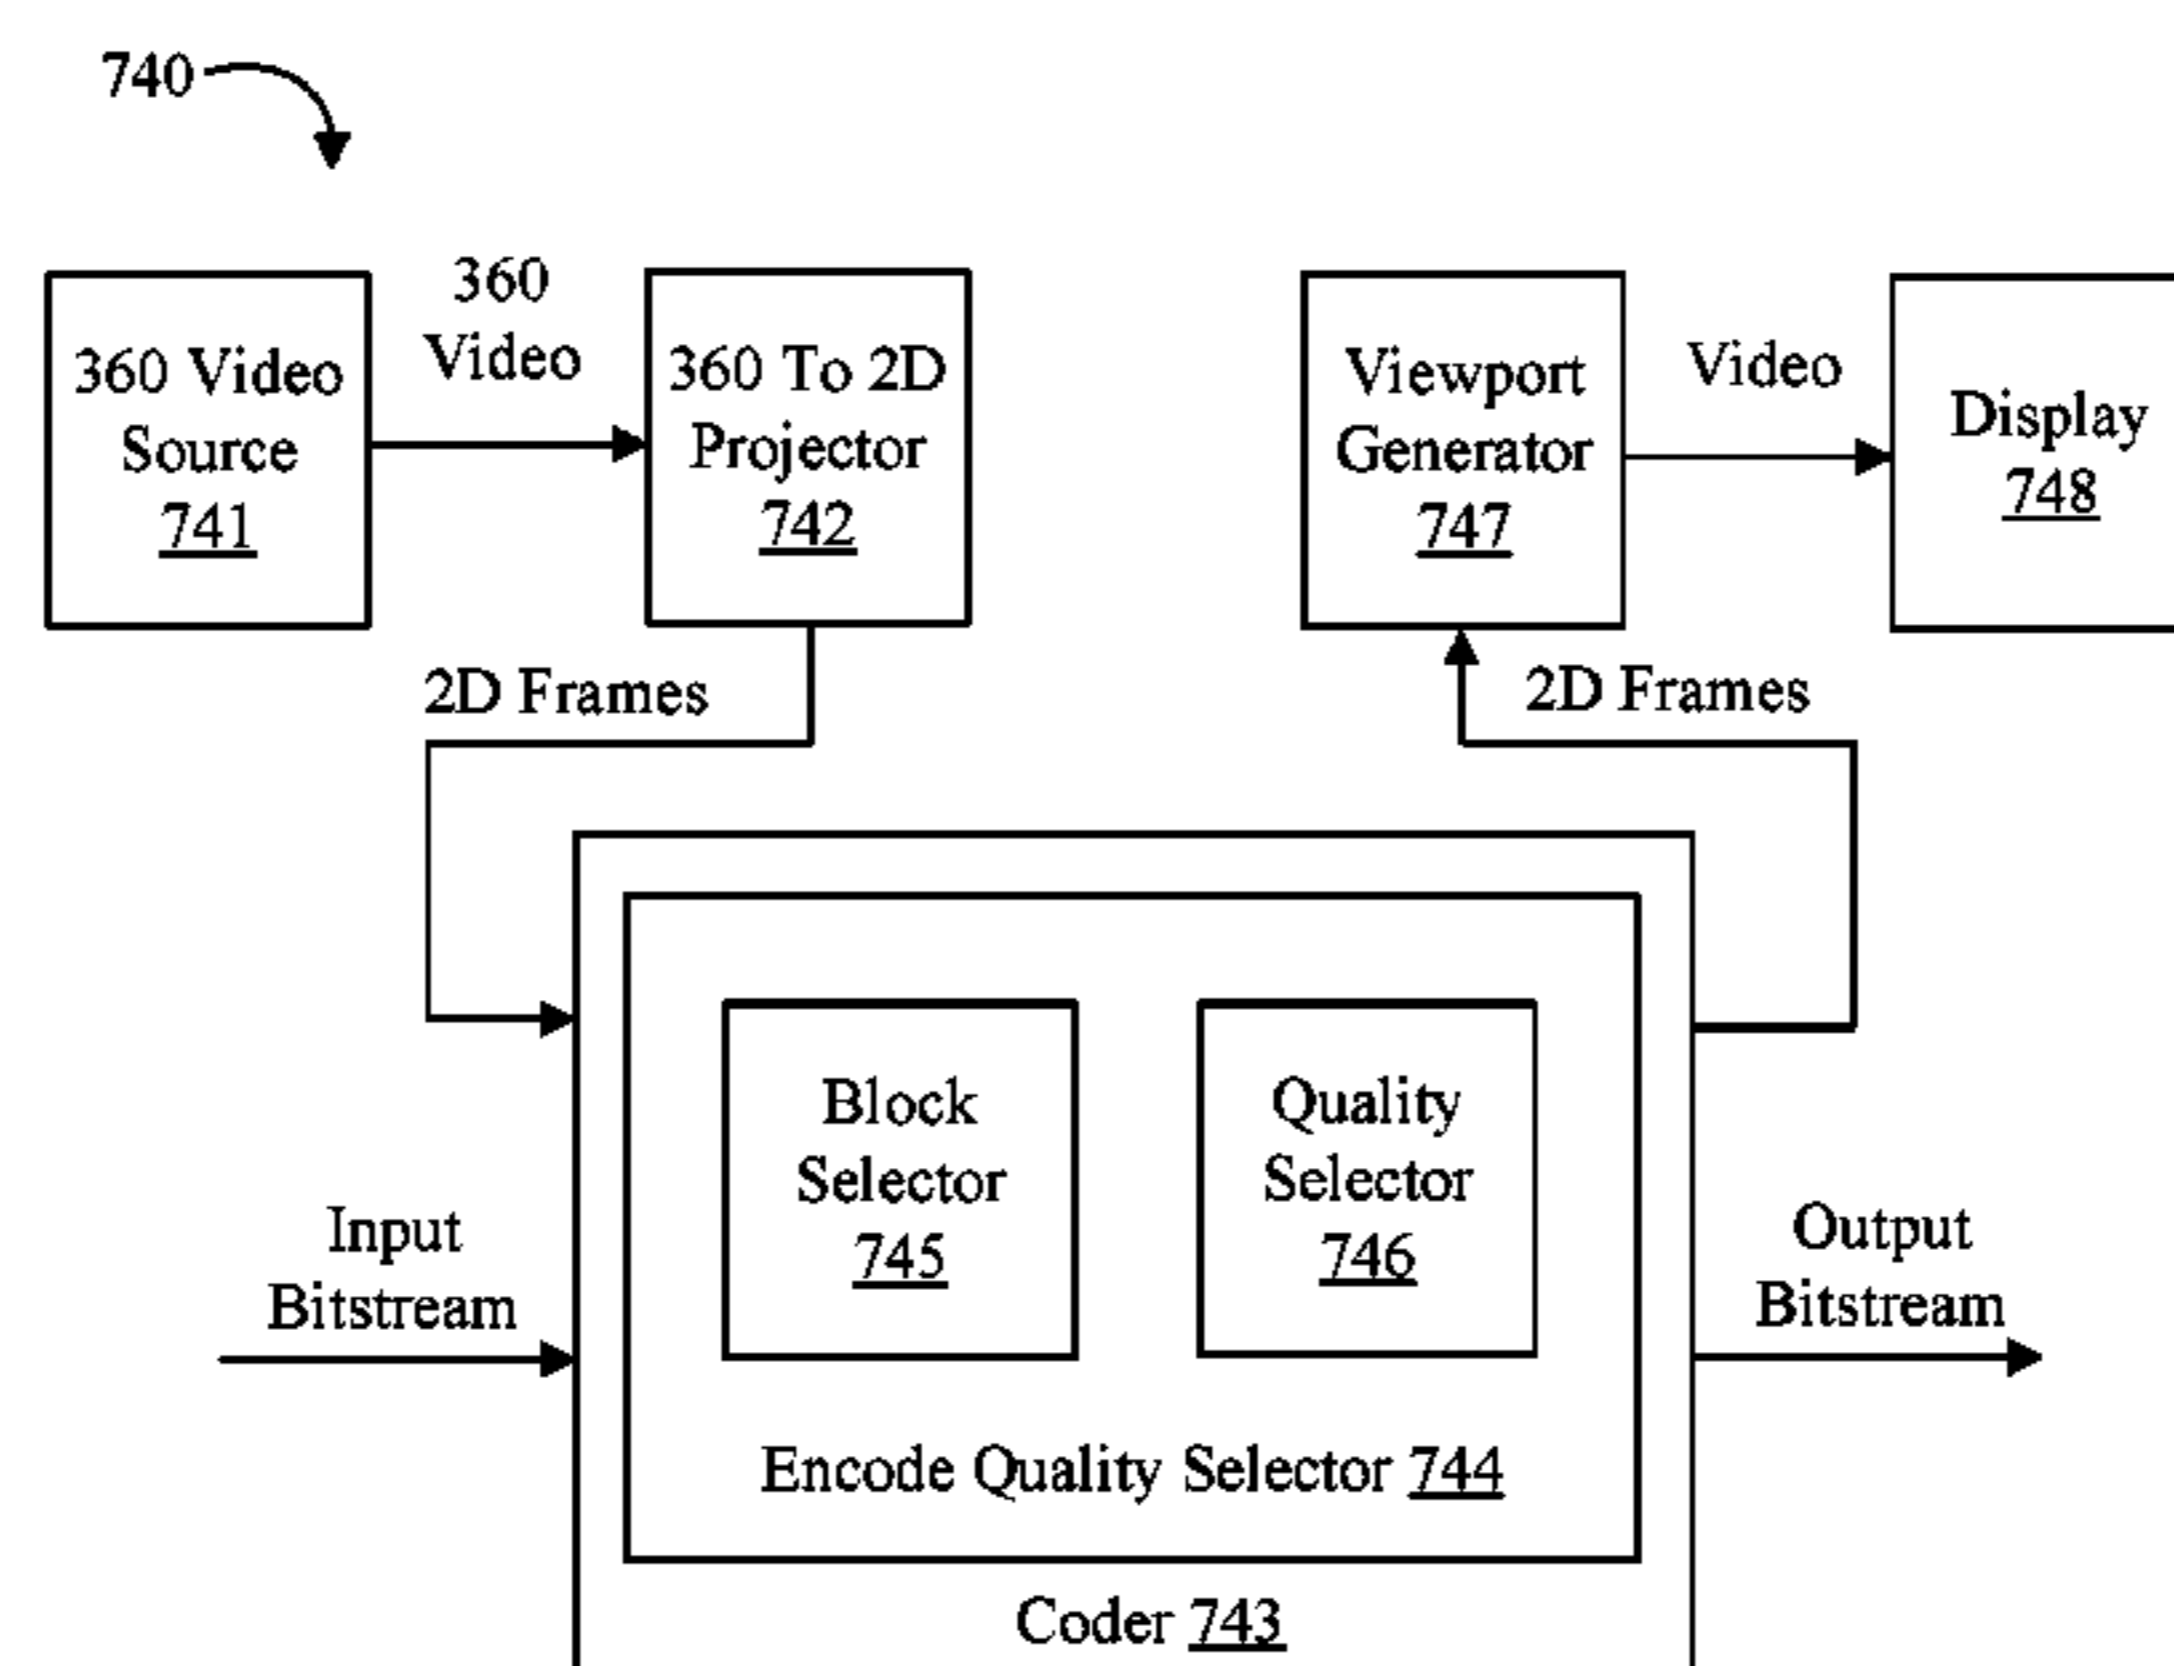 740
360 Video
Source
741
360
Video
360 To 2D
Projector
742
Viewport
Generator
747
Video
Display
748
2D Frames
2D Frames
Block
Selector
745
Quality
Selector
746
Input
Bitstream
Output
Bitstream
Encode Quality Selector 744
Coder 743